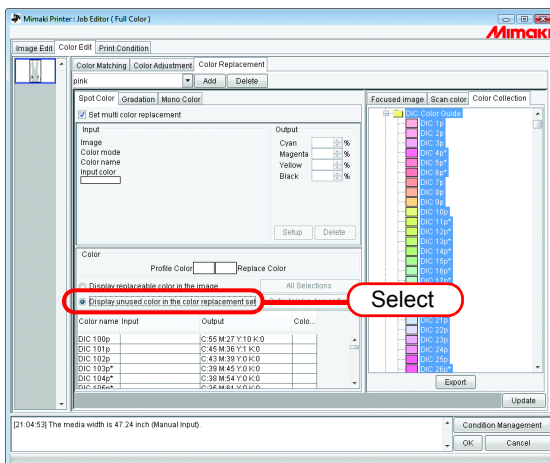 Mimaki Printer : Job Editor ( Full Color )
Mimaki
Image Edit Color Edit Print Condition
Color Matching Color Adjustment Color Replacement
pink Add Delete
Spot Color Gradation Mono Color
Set multi color replacement
Input
Image
Color mode
Color name
Input color
Output
Cyan %
Magenta %
Yellow %
Black %
Setup Delete
Color
Profile Color Replace Color
Display replaceable color in the image All Selections
Display unused color in the color replacement set
Select
Color name Input Output Colo...
DIC 100p C:55 M:27 Y:10 K:0
DIC 101p C:45 M:36 Y:1 K:0
DIC 102p C:43 M:39 Y:0 K:0
DIC 103p* C:39 M:45 Y:0 K:0
DIC 104p* C:38 M:54 Y:0 K:0
DIC 105p* C:35 M:61 Y:0 K:0
Focused image Scan color Color Collection
DIC Color Guide
DIC 1p
DIC 2p
DIC 3p
DIC 4p*
DIC 5p*
DIC 6p*
DIC 7p
DIC 8p
DIC 9p
DIC 10p
DIC 11p*
DIC 12p*
DIC 13p*
DIC 14p*
DIC 15p*
DIC 16p*
DIC 17p*
DIC 21p
DIC 22p
DIC 23p
DIC 24p
DIC 25p
DIC 26p*
Export
Update
[21:04:53] The media width is 47.24 inch (Manual Input).
Condition Management
OK Cancel